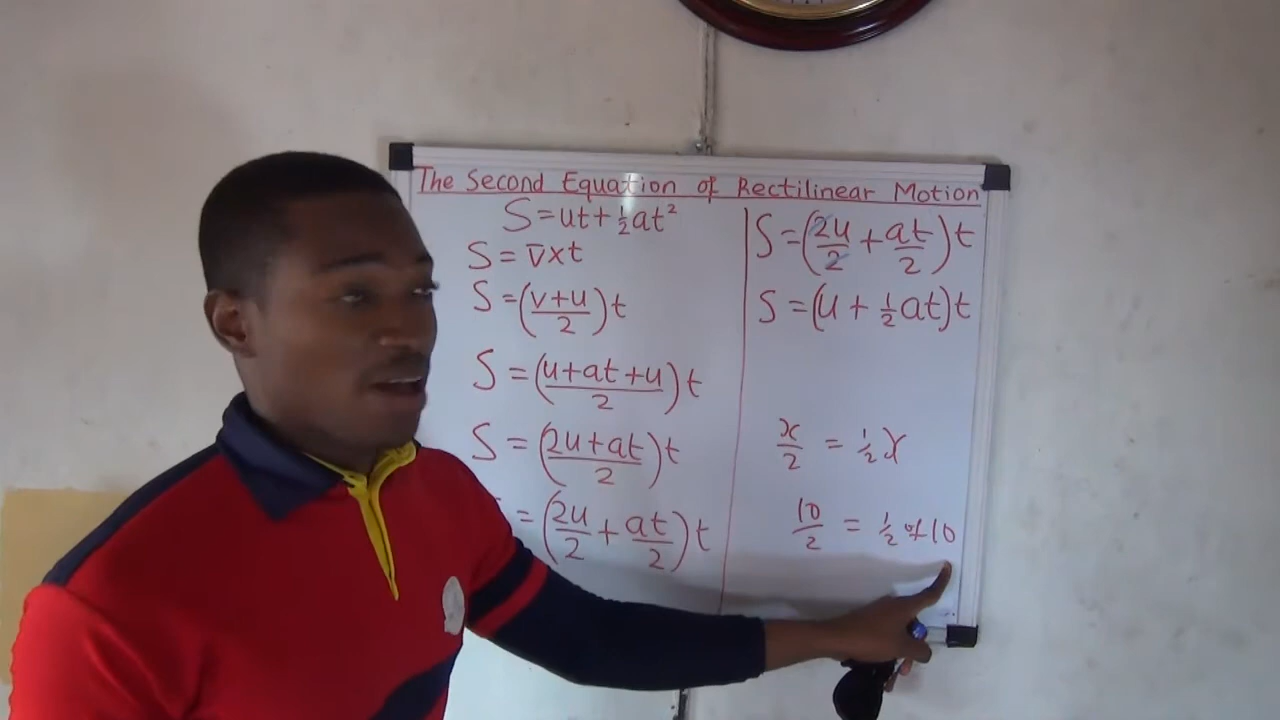 The Second Equation of Rectilinear Motion
S = ut + ½at²
S = v̅ x t
S = (v+u/2)t
S = (u+at+u/2)t
S = (2u+at/2)t
= (2u/2 + at/2)t
S = (2u/2 + at/2)t
S = (u + ½at)t
x/2 = ½x
10/2 = ½ of 10